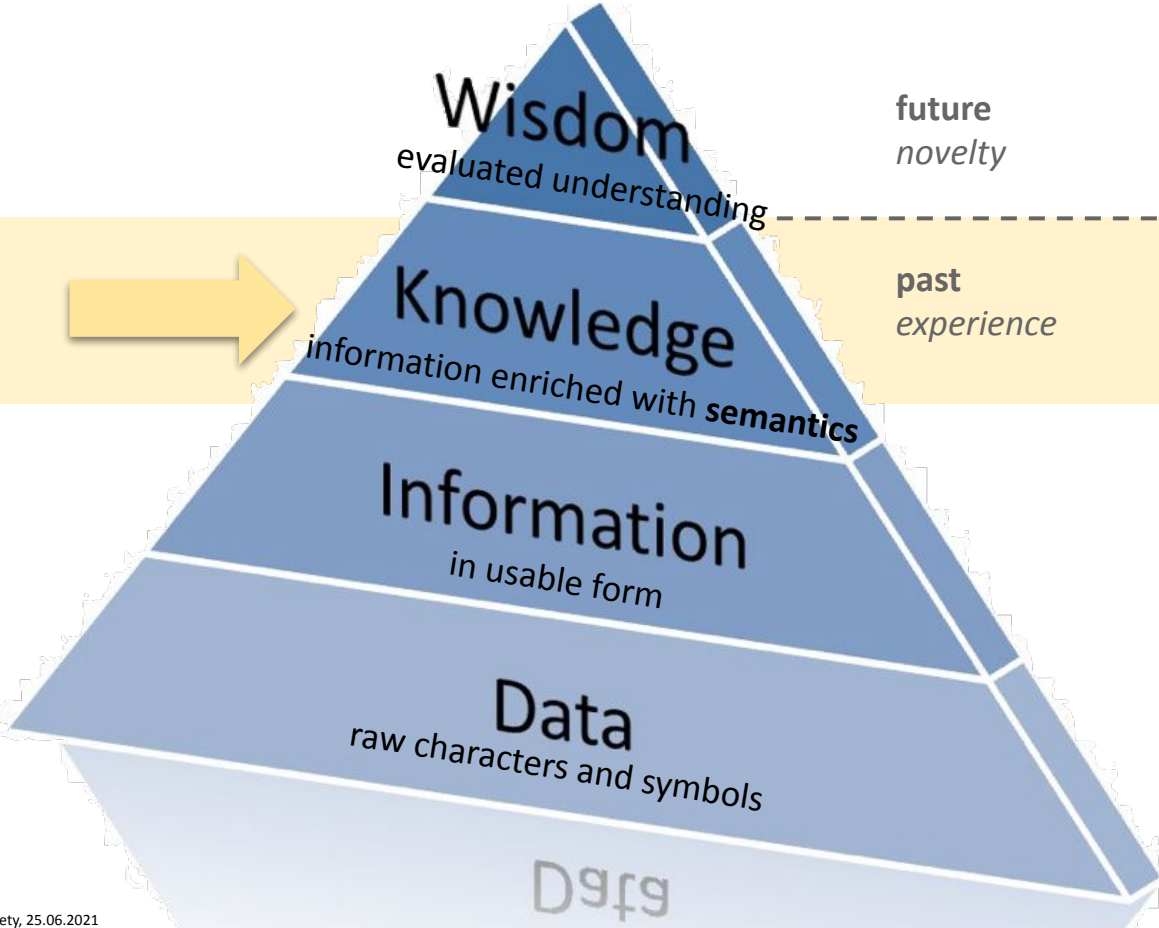 Wisdom
evaluated understanding
future
novelty
Knowledge
information enriched with semantics
past
experience
Information
in usable form
Data
raw characters and symbols
Data
25.06.2021